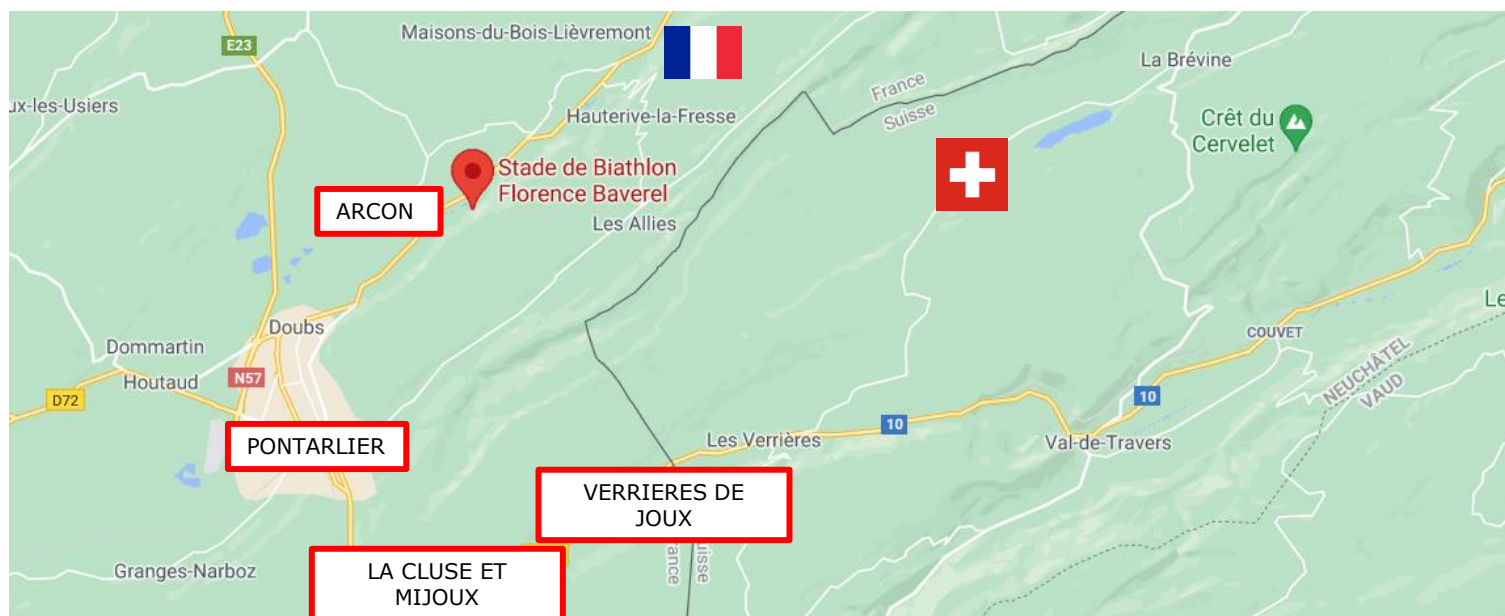 E23
Maisons-du-Bois-Lièvremont
ux-les-Usiers
Hauterive-la-Fresse
France
Suisse
La Brévine
Crêt du
Cervelet
Stade de Biathlon
Florence Baverel
ARCON
Les Allies
Doubs
Dommartin
Houtaud
N57
D72
PONTARLIER
Les Verrières
10
10
Val-de-Travers
COUVET
Le
NEUCHÂTEL
VAUD
VERRIERES DE
JOUX
rance
uisse
Granges-Narboz
LA CLUSE ET
MIJOUX